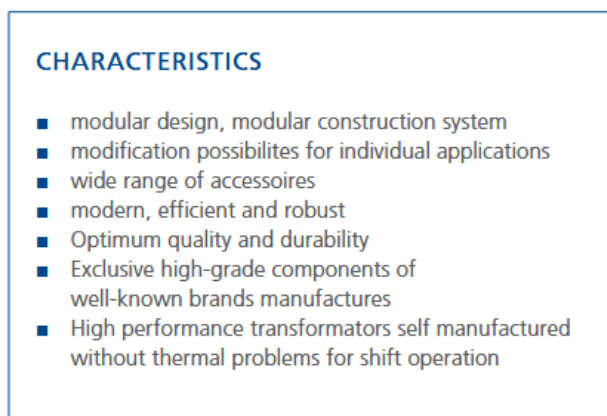 CHARACTERISTICS
■ modular design, modular construction system
■ modification possibilites for individual applications
■ wide range of accessoires
■ modern, efficient and robust
■ Optimum quality and durability
■ Exclusive high-grade components of
well-known brands manufactures
■ High performance transformators self manufactured
without thermal problems for shift operation